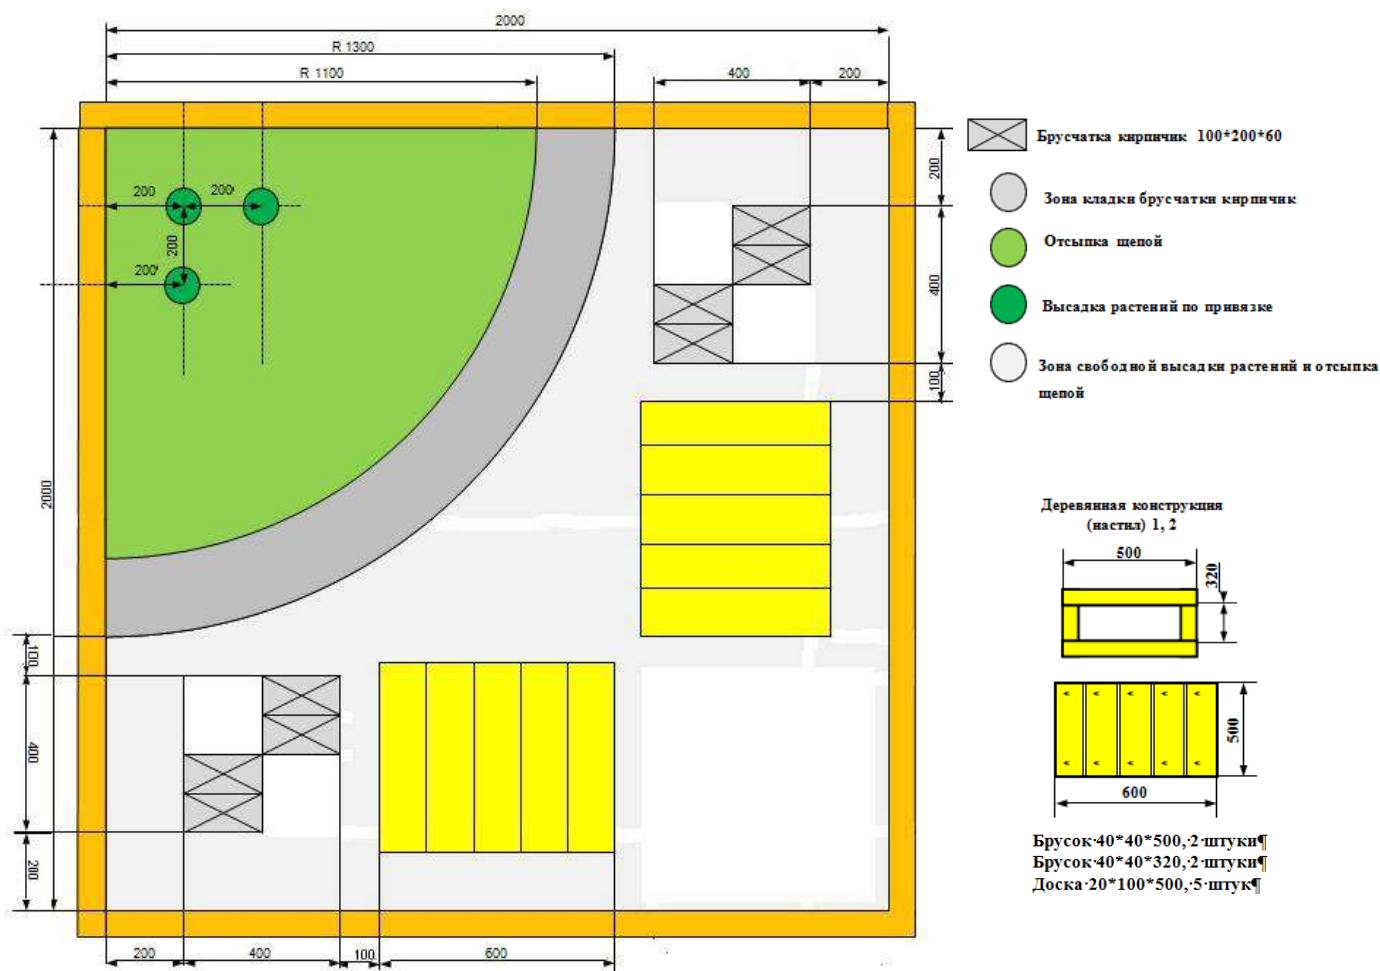 2000
R 1300
R 1100
400
200
200
200'
200
200'
200
400
100
2000
100
400
200
200
400
100
600
Брусчатка кирпичик 100*200*60
Зона кладки брусчатки кирпичик
Отсыпка щепой
Высадка растений по привязке
Зона свободной высадки растений и отсыпка
щепой
Деревянная конструкция
(настил) 1, 2
500
320
500
600
Брусок·40*40*500,·2·штуки¶
Брусок·40*40*320,·2·штуки¶
Доска·20*100*500,·5·штук¶